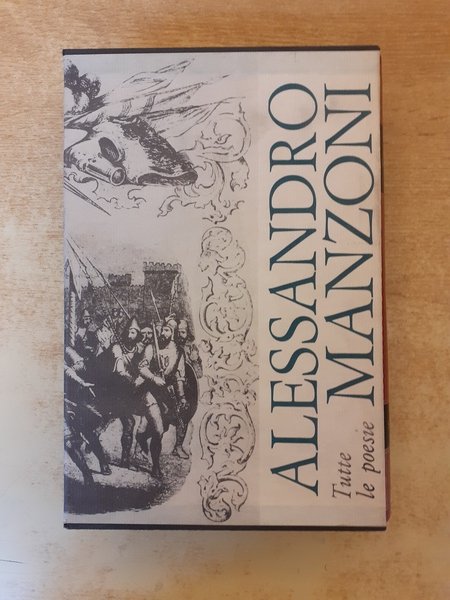 ALESSANDRO
MANZONI
Tutte
le poesie